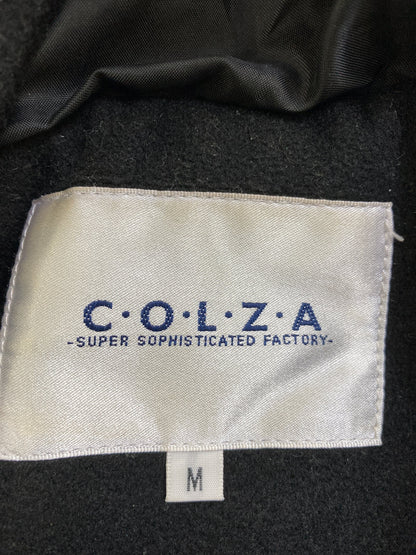 C·O·L·Z·A
-SUPER SOPHISTICATED FACTORY-
M